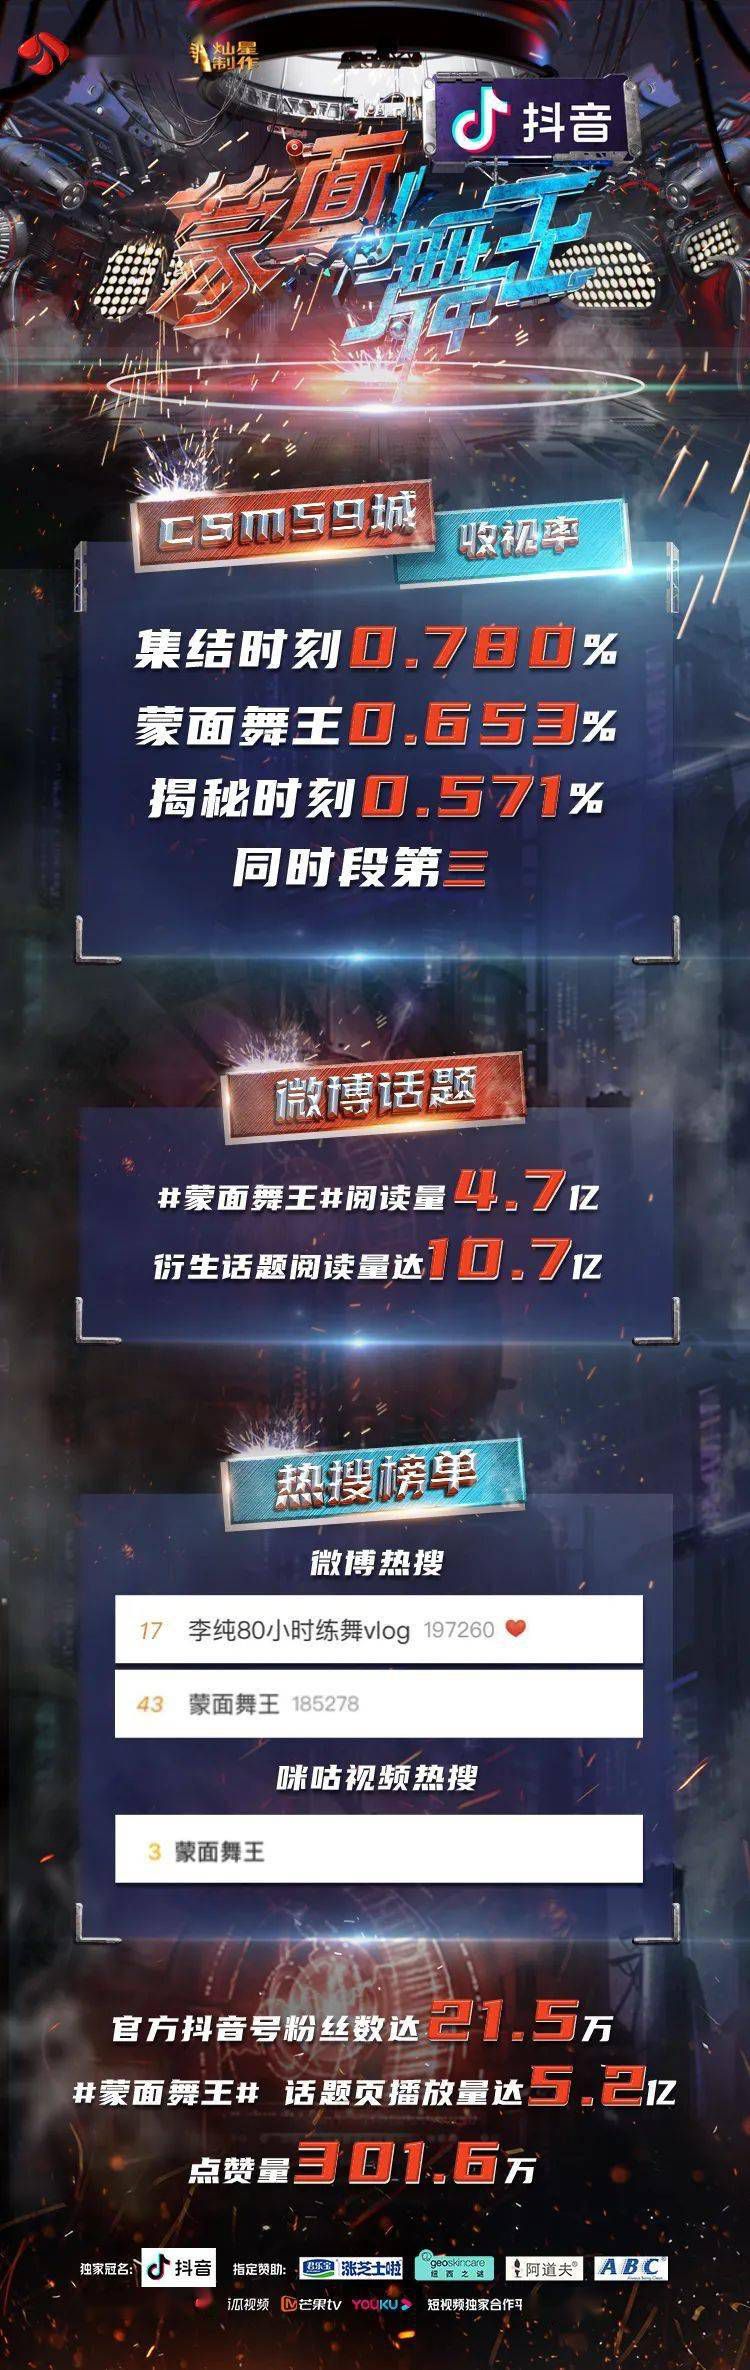 灿星
制作
抖音
蒙面舞王
CSM59城
收视率
集结时刻0.780%
蒙面舞王0.653%
揭秘时刻0.571%
同时段第三
微博话题
#蒙面舞王#阅读量4.7亿
衍生话题阅读量达10.7亿
热搜榜单
微博热搜
17 李纯80小时练舞vlog 197260
43 蒙面舞王 185278
咪咕视频热搜
3 蒙面舞王
官方抖音号粉丝数达21.5万
#蒙面舞王# 话题页播放量达5.2亿
点赞量301.6万
独家冠名: 抖音 指定赞助: 君乐宝 涨芝士啦 geoskincare 纽西之谜 阿道夫 ABC
瓜视频 芒果tv YOUKU 短视频独家合作平